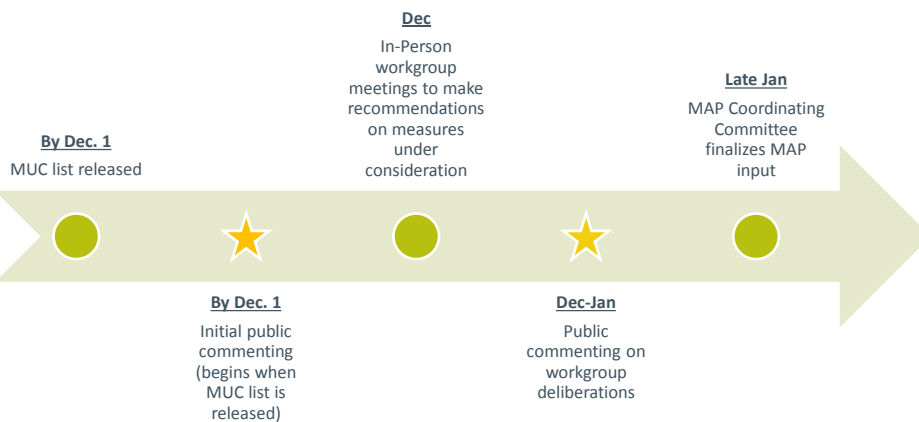 By Dec. 1
MUC list released
By Dec. 1
Initial public
commenting
(begins when
MUC list is
released)
Dec
In-Person
workgroup
meetings to make
recommendations
on measures
under
consideration
Dec-Jan
Public
commenting on
workgroup
deliberations
Late Jan
MAP Coordinating
Committee
finalizes MAP
input